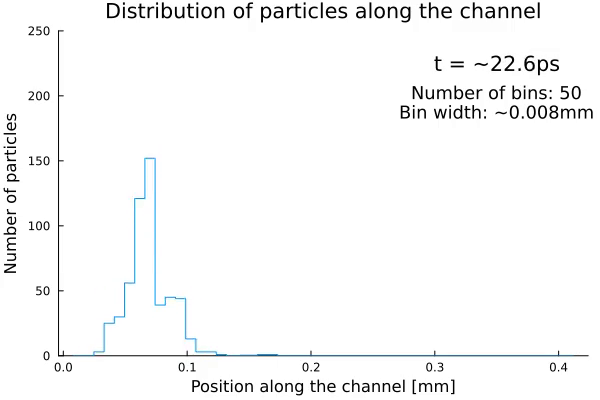 Distribution of particles along the channel
250
t = ~22.6ps
Number of bins: 50
Bin width: ~0.008mm
200
150
100
50
0
Number of particles
0.0 0.1 0.2 0.3 0.4
Position along the channel [mm]